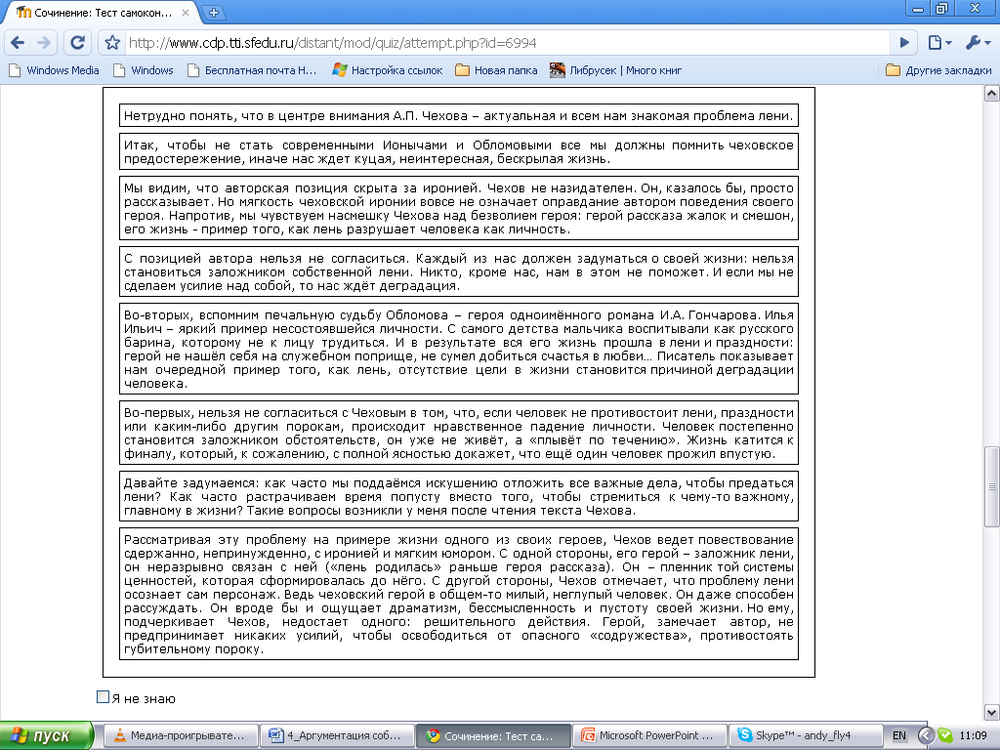 Сочинение: Тест самокон...
http://www.cdp.tti.sfedu.ru/distant/mod/quiz/attempt.php?id=6994
Windows Media Windows Бесплатная почта H... Настройка ссылок Новая папка Либрусек | Много книг Другие закладки
Нетрудно понять, что в центре внимания А.П. Чехова – актуальная и всем нам знакомая проблема лени.
Итак, чтобы не стать современными Ионычами и Обломовыми все мы должны помнить чеховское
предостережение, иначе нас ждет куцая, неинтересная, бескрылая жизнь.
Мы видим, что авторская позиция скрыта за иронией. Чехов не назидателен. Он, казалось бы, просто
рассказывает. Но мягкость чеховской иронии вовсе не означает оправдание автором поведения своего
героя. Напротив, мы чувствуем насмешку Чехова над безволием героя: герой рассказа жалок и смешон,
его жизнь - пример того, как лень разрушает человека как личность.
С позицией автора нельзя не согласиться. Каждый из нас должен задуматься о своей жизни: нельзя
становиться заложником собственной лени. Никто, кроме нас, нам в этом не поможет. И если мы не
сделаем усилие над собой, то нас ждёт деградация.
Во-вторых, вспомним печальную судьбу Обломова – героя одноимённого романа И.А. Гончарова. Илья
Ильич – яркий пример несостоявшейся личности. С самого детства мальчика воспитывали как русского
барина, которому не к лицу трудиться. И в результате вся его жизнь прошла в лени и праздности:
герой не нашёл себя на служебном поприще, не сумел добиться счастья в любви... Писатель показывает
нам очередной пример того, как лень, отсутствие цели в жизни становится причиной деградации
человека.
Во-первых, нельзя не согласиться с Чеховым в том, что, если человек не противостоит лени, праздности
или каким-либо другим порокам, происходит нравственное падение личности. Человек постепенно
становится заложником обстоятельств, он уже не живёт, а «плывёт по течению». Жизнь катится к
финалу, который, к сожалению, с полной ясностью докажет, что ещё один человек прожил впустую.
Давайте задумаемся: как часто мы поддаёмся искушению отложить все важные дела, чтобы предаться
лени? Как часто растрачиваем время попусту вместо того, чтобы стремиться к чему-то важному,
главному в жизни? Такие вопросы возникли у меня после чтения текста Чехова.
Рассматривая эту проблему на примере жизни одного из своих героев, Чехов ведет повествование
сдержанно, непринужденно, с иронией и мягким юмором. С одной стороны, его герой – заложник лени,
он неразрывно связан с ней («лень родилась» раньше героя рассказа). Он – пленник той системы
ценностей, которая сформировалась до него. С другой стороны, Чехов отмечает, что проблему лени
осознает сам персонаж. Ведь чеховский герой в общем-то милый, неглупый человек. Он даже способен
рассуждать. Он вроде бы и ощущает драматизм, бессмысленность и пустоту своей жизни. Но ему,
подчеркивает Чехов, недостает одного: решительного действия. Герой, замечает автор, не
предпринимает никаких усилий, чтобы освободиться от опасного «содружества», противостоять
губительному пороку.
Я не знаю
пуск Медиа-проигрывате... 4_Аргументация соб... Сочинение: Тест са... Microsoft PowerPoint ... Skype™ - andy_fly4 EN 11:09